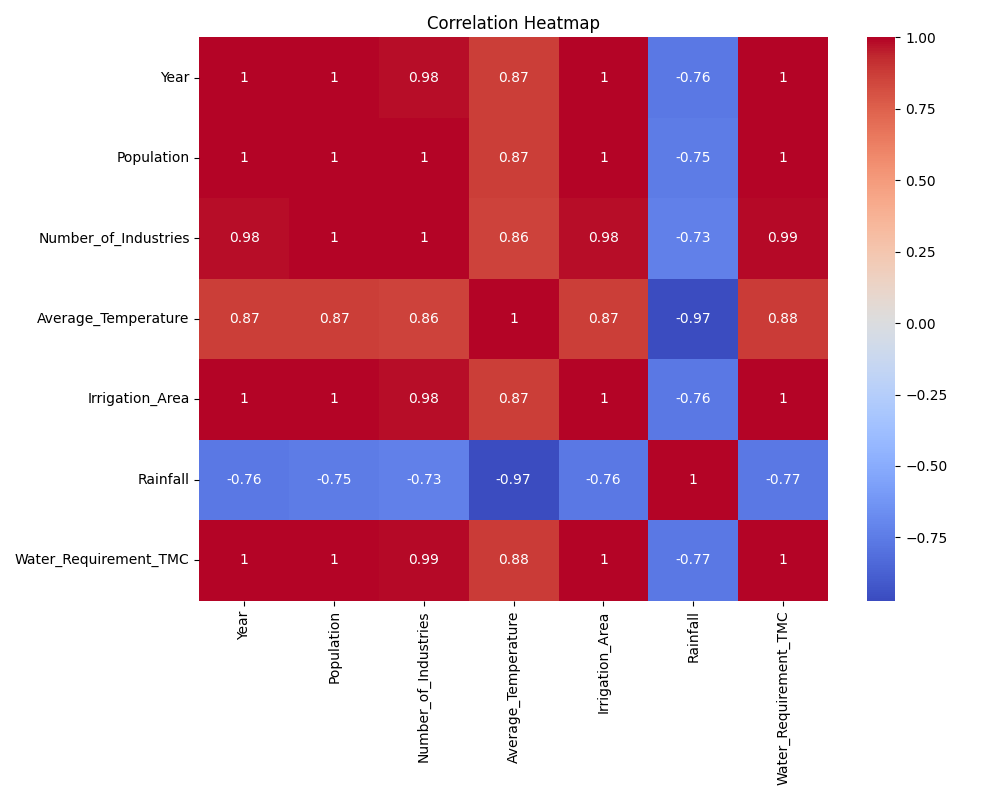 Correlation Heatmap
Year 1 1 0.98 0.87 1 -0.76 1
Population 1 1 1 0.87 1 -0.75 1
Number_of_Industries 0.98 1 1 0.86 0.98 -0.73 0.99
Average_Temperature 0.87 0.87 0.86 1 0.87 -0.97 0.88
Irrigation_Area 1 1 0.98 0.87 1 -0.76 1
Rainfall -0.76 -0.75 -0.73 -0.97 -0.76 1 -0.77
Water_Requirement_TMC 1 1 0.99 0.88 1 -0.77 1
Year
Population
Number_of_Industries
Average_Temperature
Irrigation_Area
Rainfall
Water_Requirement_TMC
1.00
0.75
0.50
0.25
0.00
−0.25
−0.50
−0.75